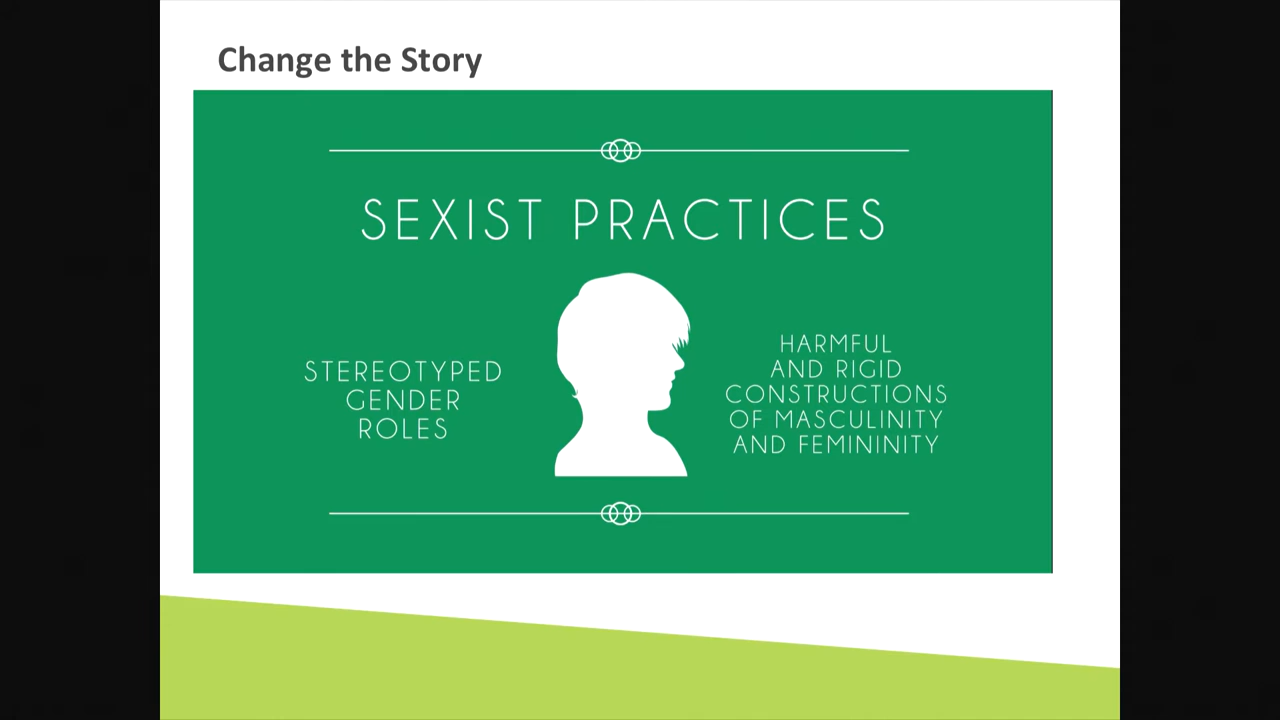 Change the Story
SEXIST PRACTICES
STEREOTYPED
GENDER
ROLES
HARMFUL
AND RIGID
CONSTRUCTIONS
OF MASCULINITY
AND FEMININITY